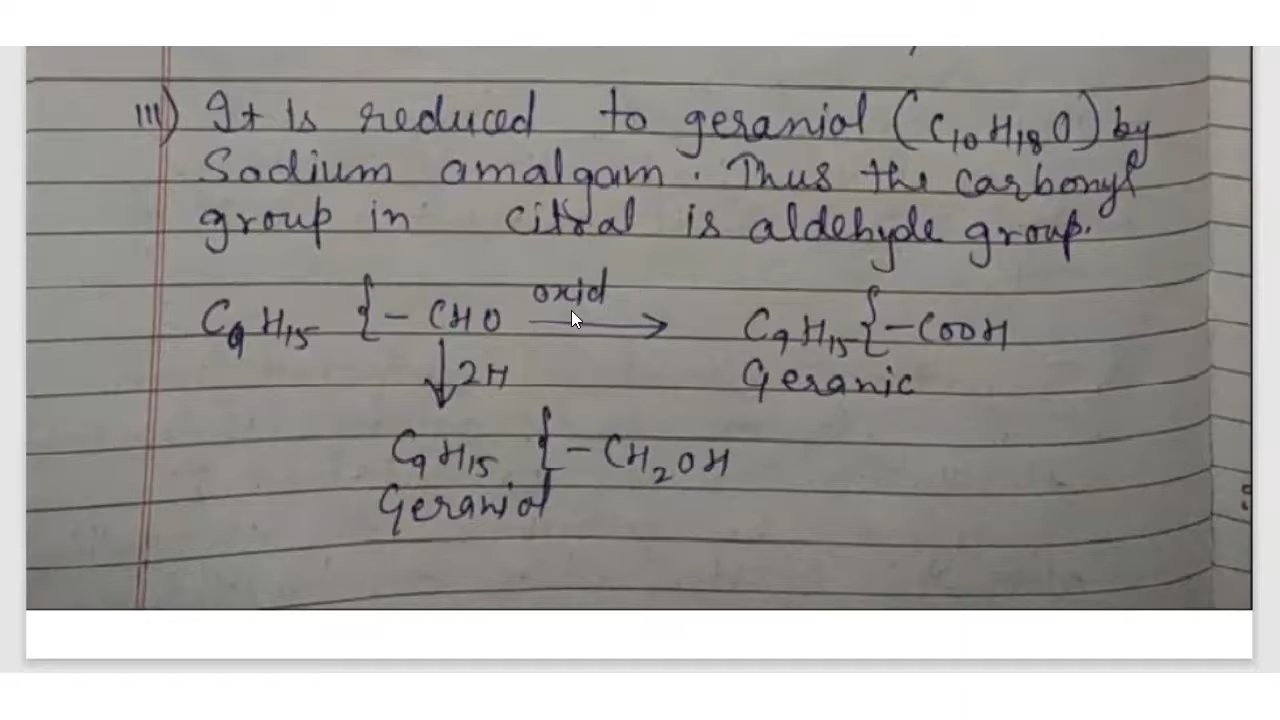 III) It is reduced to geraniol (C₁₀H₁₈O) by
Sodium amalgam. Thus the carbonyl
group in citral is aldehyde group.
C₉H₁₅ {-CHO oxid → C₉H₁₅{-COOH
↓2H Geranic
C₉H₁₅ {-CH₂OH
Geraniol